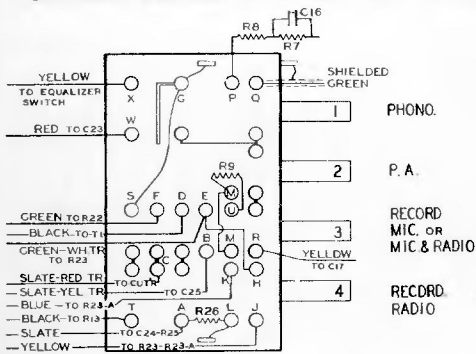 C16
R8
R7
YELLOW
TO EQUALIZER
SWITCH
X
G
P
Q
SHIELDED
GREEN
1
PHONO.
W
RED TO C23
R9
2
P. A.
M
U
S
F
D
E
GREEN TO R22
BLACK-TO-T1
3
RECORD
MIC. OR
MIC & RADIO
GREEN-WH.TR
TO R23
C
B
M
R
YELLOW
TO C17
SLATE-RED TR
TO CUTR
K
H
SLATE-YEL TR
TO C25
4
RECORD
RADIO
BLUE TO R23-A
BLACK-TO R13
T
A
R26
L
J
SLATE
TO C24-R25
YELLOW
TO R23-R23-A